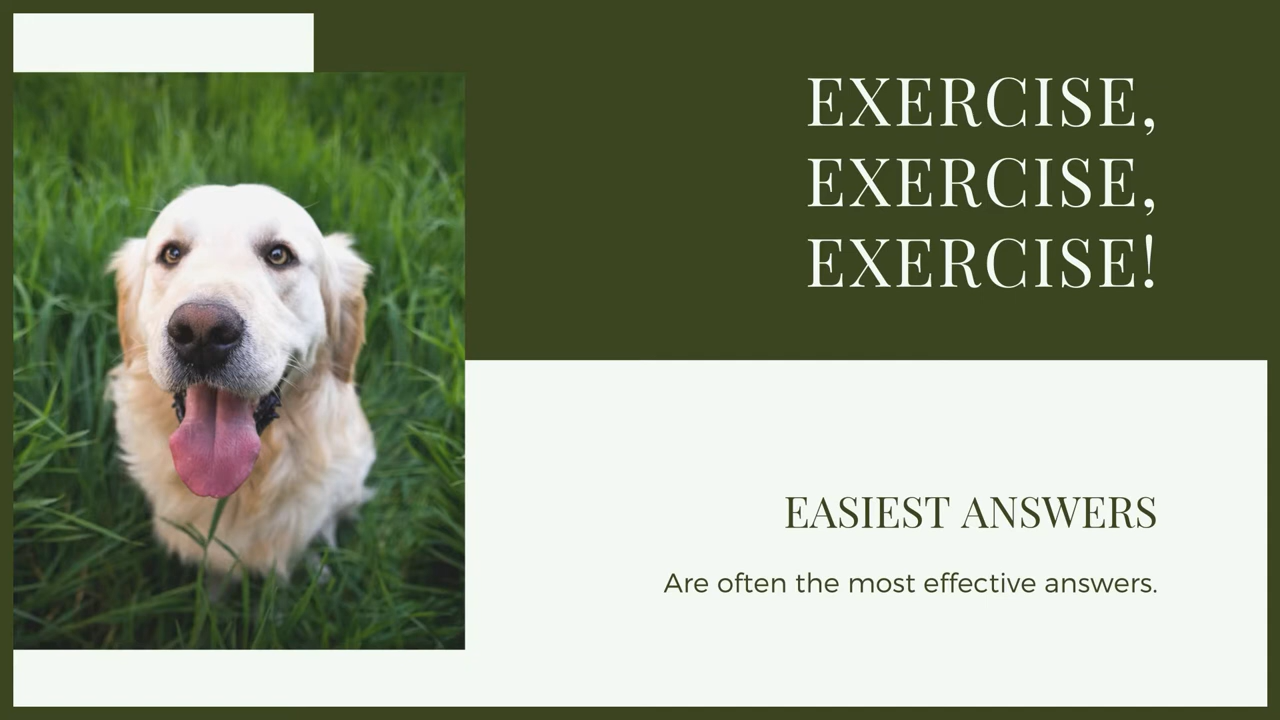 EXERCISE,
EXERCISE,
EXERCISE!
EASIEST ANSWERS
Are often the most effective answers.